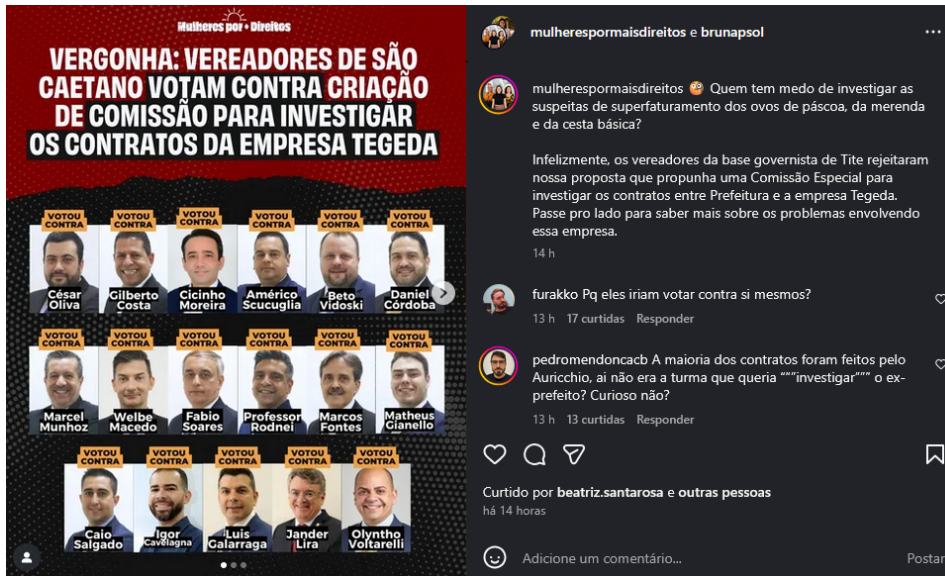 Mulheres por + Direitos
VERGONHA: VEREADORES DE SÃO
CAETANO VOTAM CONTRA CRIAÇÃO
DE COMISSÃO PARA INVESTIGAR
OS CONTRATOS DA EMPRESA TEGEDA
VOTOU CONTRA
César Oliva
VOTOU CONTRA
Gilberto Costa
VOTOU CONTRA
Cicinho Moreira
VOTOU CONTRA
Américo Scucuglia
VOTOU CONTRA
Beto Vidoski
VOTOU CONTRA
Daniel Córdoba
VOTOU CONTRA
Marcel Munhoz
VOTOU CONTRA
Welbe Macedo
VOTOU CONTRA
Fabio Soares
VOTOU CONTRA
Professor Rodnei
VOTOU CONTRA
Marcos Fontes
VOTOU CONTRA
Matheus Gianello
VOTOU CONTRA
Caio Salgado
VOTOU CONTRA
Igor Cavelagna
VOTOU CONTRA
Luis Galarraga
VOTOU CONTRA
Jander Lira
VOTOU CONTRA
Olyntho Voltarelli
mulherespormaisdireitos e brunapsol
mulherespormaisdireitos 🧐 Quem tem medo de investigar as
suspeitas de superfaturamento dos ovos de páscoa, da merenda
e da cesta básica?
Infelizmente, os vereadores da base governista de Tite rejeitaram
nossa proposta que propunha uma Comissão Especial para
investigar os contratos entre Prefeitura e a empresa Tegeda.
Passe pro lado para saber mais sobre os problemas envolvendo
essa empresa.
14 h
furakko Pq eles iriam votar contra si mesmos?
13 h 17 curtidas Responder
pedromendoncacb A maioria dos contratos foram feitos pelo
Auricchio, ai não era a turma que queria """investigar""" o ex-
prefeito? Curioso não?
13 h 13 curtidas Responder
Curtido por beatriz.santarosa e outras pessoas
há 14 horas
Adicione um comentário...
Postar